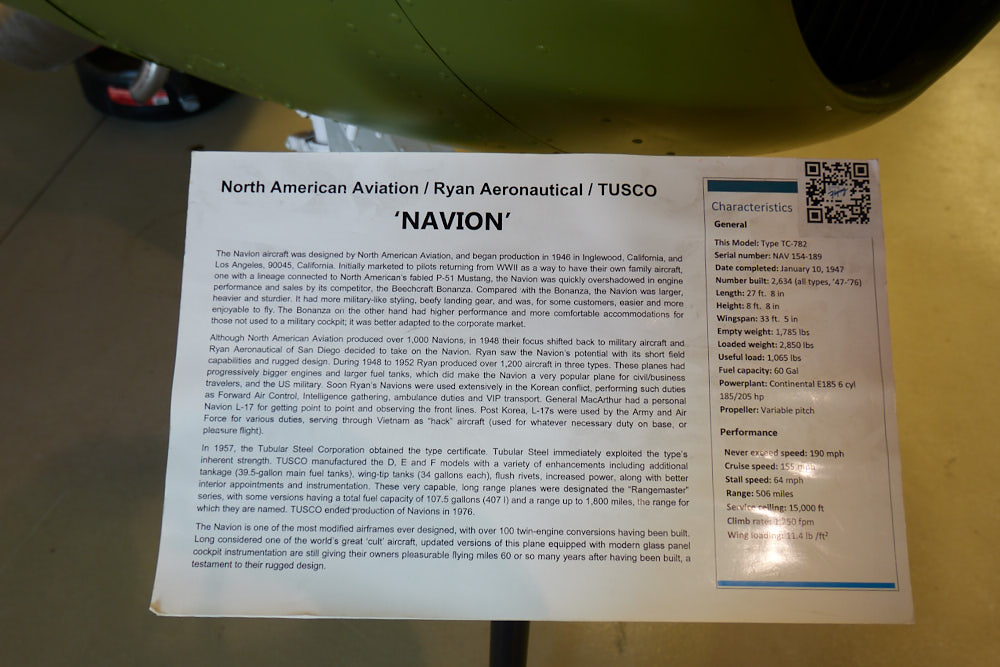 North American Aviation / Ryan Aeronautical / TUSCO
‘NAVION’
The Navion aircraft was designed by North American Aviation, and began production in 1946 in Inglewood, California, and
Los Angeles, 90045, California. Initially marketed to pilots returning from WWII as a way to have their own family aircraft,
one with a lineage connected to North American's fabled P-51 Mustang, the Navion was quickly overshadowed in engine
performance and sales by its competitor, the Beechcraft Bonanza. Compared with the Bonanza, the Navion was larger,
heavier and sturdier. It had more military-like styling, beefy landing gear, and was, for some customers, easier and more
enjoyable to fly. The Bonanza on the other hand had higher performance and more comfortable accommodations for
those not used to a military cockpit; it was better adapted to the corporate market.
Although North American Aviation produced over 1,000 Navions, in 1948 their focus shifted back to military aircraft and
Ryan Aeronautical of San Diego decided to take on the Navion. Ryan saw the Navion's potential with its short field
capabilities and rugged design. During 1948 to 1952 Ryan produced over 1,200 aircraft in three types. These planes had
progressively bigger engines and larger fuel tanks, which did make the Navion a very popular plane for civil/business
travelers, and the US military. Soon Ryan's Navions were used extensively in the Korean conflict, performing such duties
as Forward Air Control, Intelligence gathering, ambulance duties and VIP transport. General MacArthur had a personal
Navion L-17 for getting point to point and observing the front lines. Post Korea, L-17s were used by the Army and Air
Force for various duties, serving through Vietnam as “hack” aircraft (used for whatever necessary duty on base, or
pleasure flight).
In 1957, the Tubular Steel Corporation obtained the type certificate. Tubular Steel immediately exploited the type's
inherent strength. TUSCO manufactured the D, E and F models with a variety of enhancements including additional
tankage (39.5-gallon main fuel tanks), wing-tip tanks (34 gallons each), flush rivets, increased power, along with better
interior appointments and instrumentation. These very capable, long range planes were designated the “Rangemaster”
series, with some versions having a total fuel capacity of 107.5 gallons (407 l) and a range up to 1,800 miles, the range for
which they are named. TUSCO ended production of Navions in 1976.
The Navion is one of the most modified airframes ever designed, with over 100 twin-engine conversions having been built.
Long considered one of the world's great ‘cult’ aircraft, updated versions of this plane equipped with modern glass panel
cockpit instrumentation are still giving their owners pleasurable flying miles 60 or so many years after having been built, a
testament to their rugged design.
Characteristics
General
This Model: Type TC-782
Serial number: NAV 154-189
Date completed: January 10, 1947
Number built: 2,634 (all types, '47-'76)
Length: 27 ft. 8 in
Height: 8 ft. 8 in
Wingspan: 33 ft. 5 in
Empty weight: 1,785 lbs
Loaded weight: 2,850 lbs
Useful load: 1,065 lbs
Fuel capacity: 60 Gal
Powerplant: Continental E185 6 cyl
185/205 hp
Propeller: Variable pitch
Performance
Never exceed speed: 190 mph
Cruise speed: 155 mph
Stall speed: 64 mph
Range: 506 miles
Service ceiling: 15,000 ft
Climb rate: 1,250 fpm
Wing loading: 11.4 lb /ft²